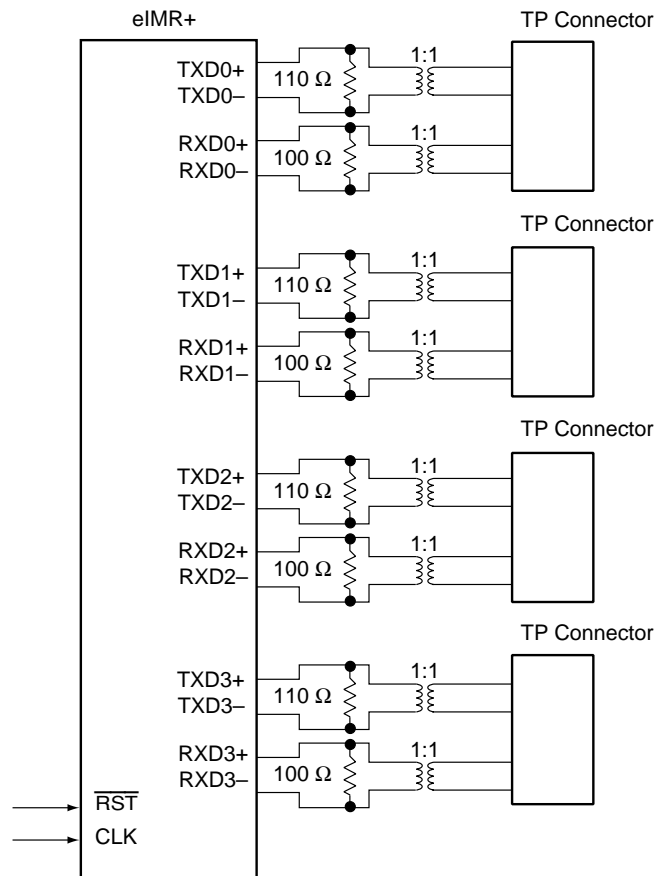 eIMR+
TP Connector
TXD0+
TXD0–
110 Ω
1:1
RXD0+
RXD0–
100 Ω
1:1
TP Connector
TXD1+
TXD1–
110 Ω
1:1
RXD1+
RXD1–
100 Ω
1:1
TP Connector
TXD2+
TXD2–
110 Ω
1:1
RXD2+
RXD2–
100 Ω
1:1
TP Connector
TXD3+
TXD3–
110 Ω
1:1
RXD3+
RXD3–
100 Ω
1:1
RST
CLK